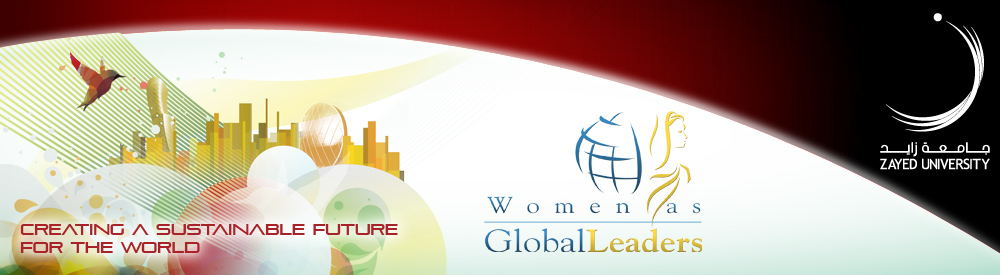 CREATING A SUSTAINABLE FUTURE
FOR THE WORLD
Women as
GlobalLeaders
جامعة زايد
ZAYED UNIVERSITY